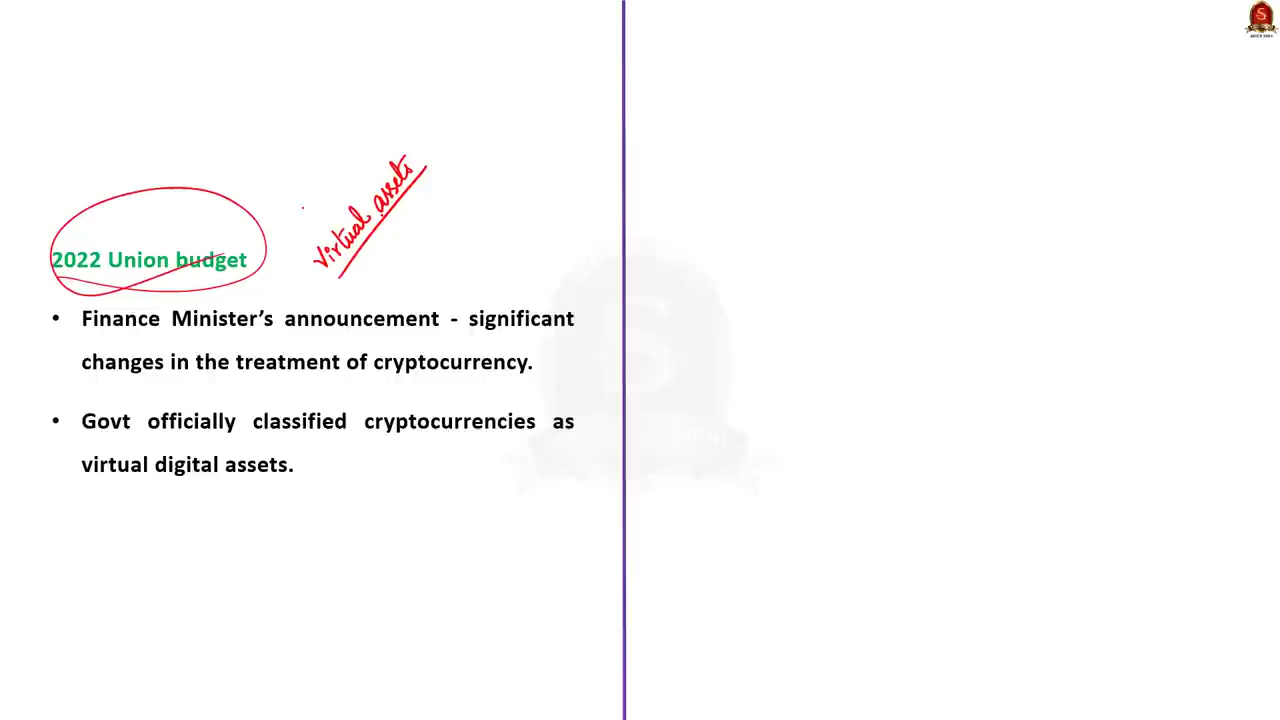 virtual assets
2022 Union budget
• Finance Minister’s announcement - significant
changes in the treatment of cryptocurrency.
• Govt officially classified cryptocurrencies as
virtual digital assets.